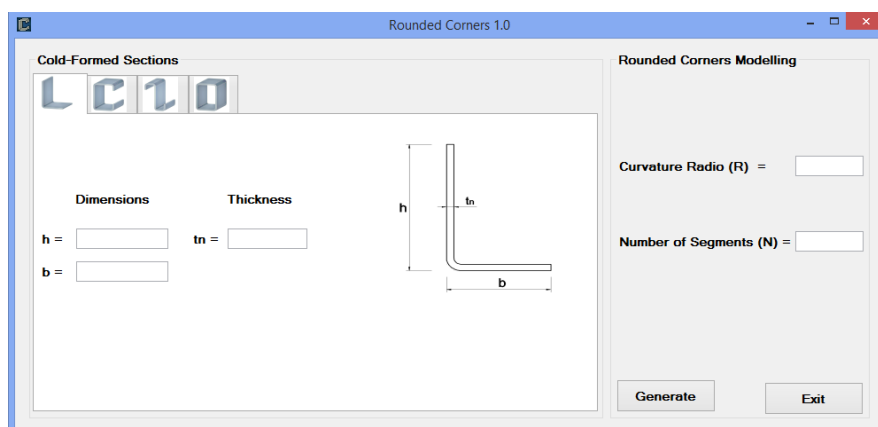 Rounded Corners 1.0
Cold-Formed Sections
Dimensions Thickness
h = tn =
b =
h
tn
b
Rounded Corners Modelling
Curvature Radio (R) =
Number of Segments (N) =
Generate Exit